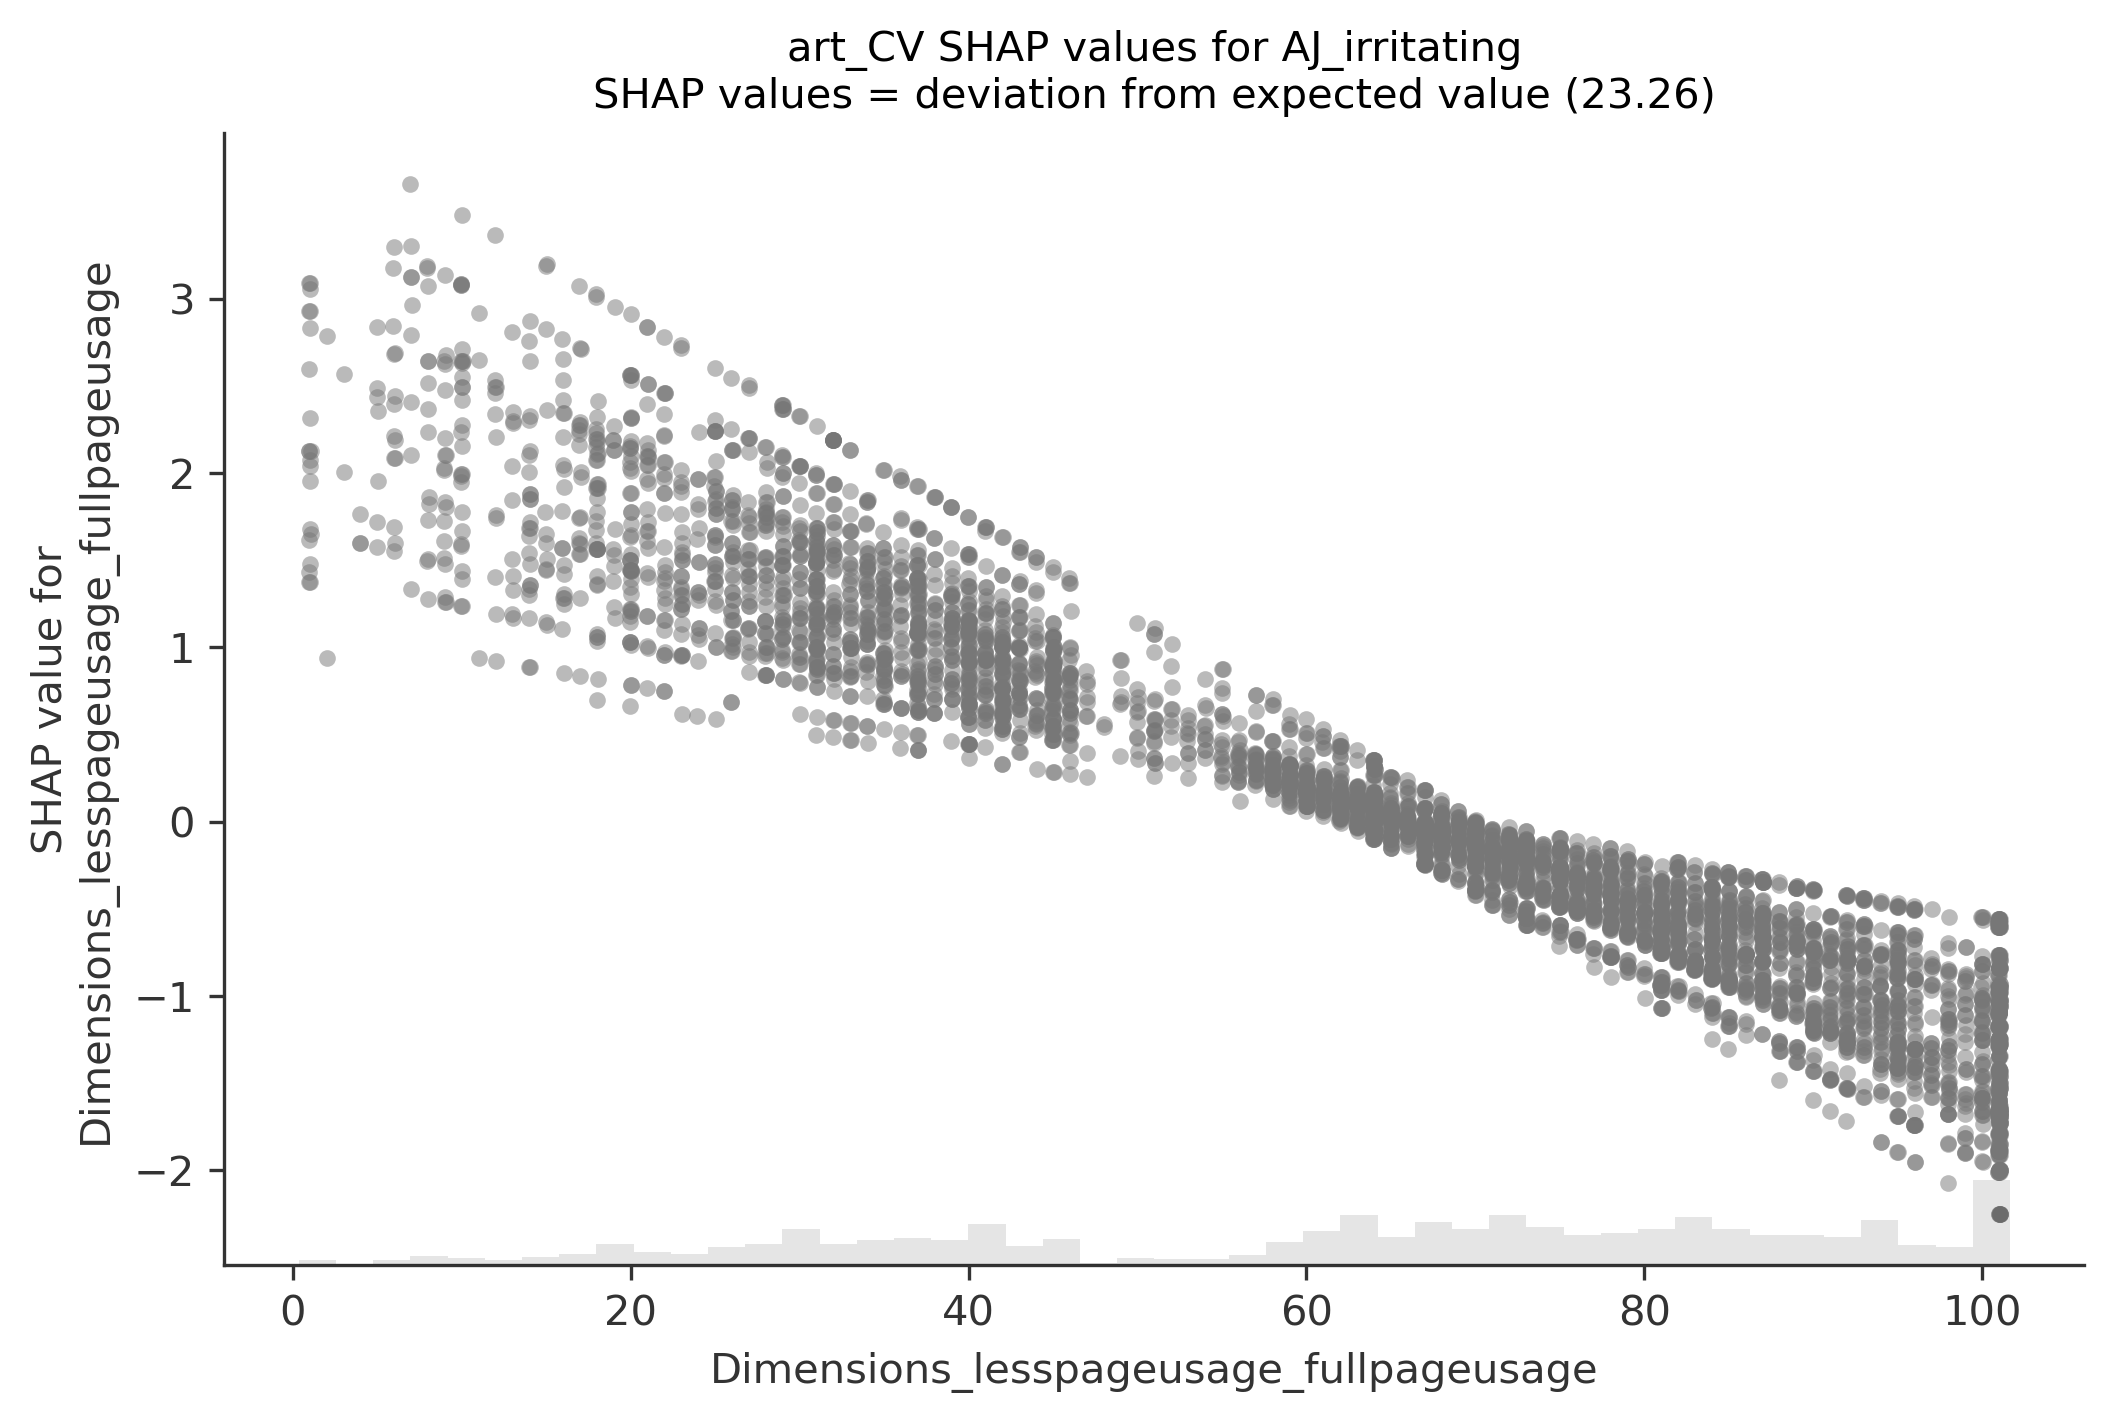 art_CV SHAP values for AJ_irritating
SHAP values = deviation from expected value (23.26)
SHAP value for
Dimensions_lesspageusage_fullpageusage
3
2
1
0
−1
−2
0
20
40
60
80
100
Dimensions_lesspageusage_fullpageusage